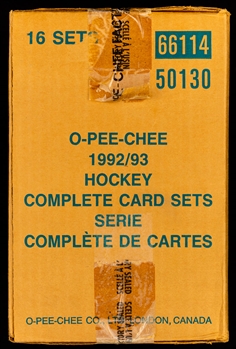 16 SETS
66114
50130
O-PEE-CHEE
1992/93
HOCKEY
COMPLETE CARD SETS
SERIE
COMPLÈTE DE CARTES
O-PEE-CHEE CO., LONDON, CANADA